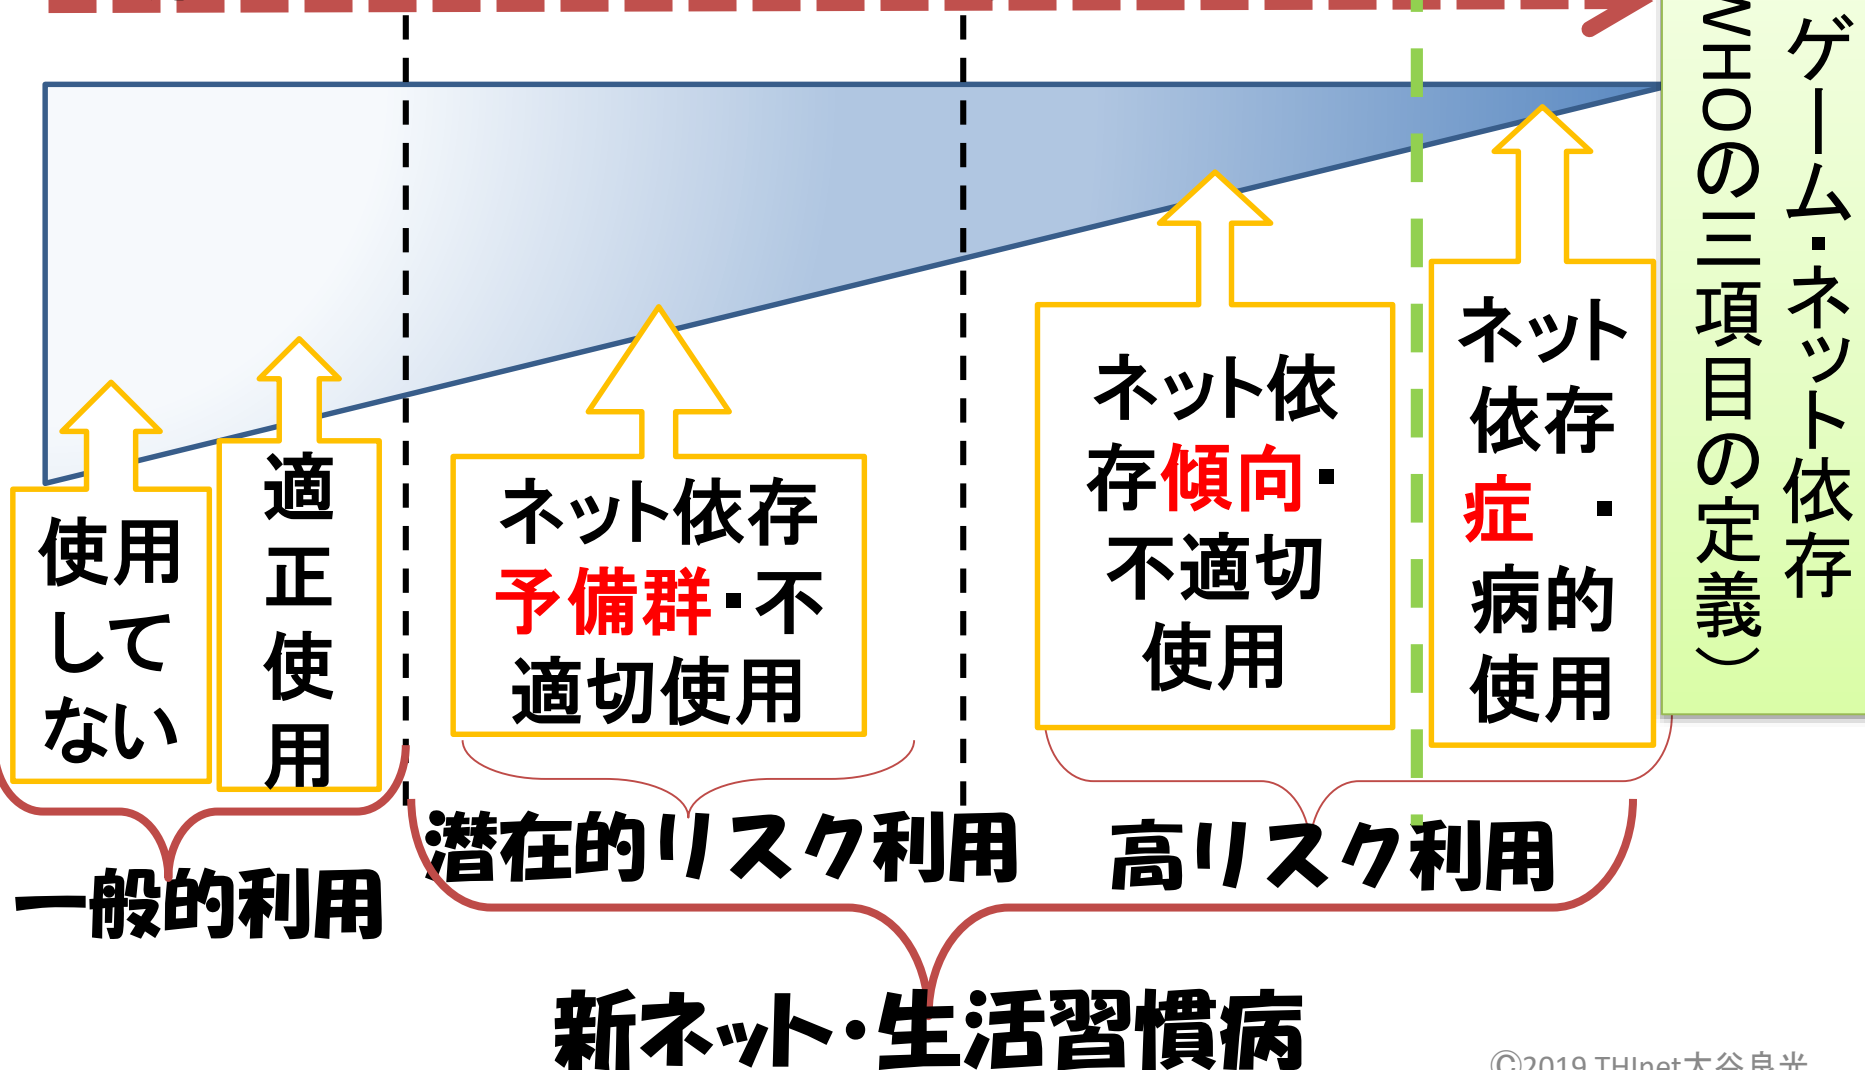 ゲーム・ネット依存
WHOの三項目の定義）
使用
して
ない
適
正
使
用
ネット依存
予備群・不
適切使用
ネット依
存傾向・
不適切
使用
ネット
依存
症　・
病的
使用
一般的利用
潜在的リスク利用
高リスク利用
新ネット・生活習慣病
Ⓒ2019 THInet大谷良光